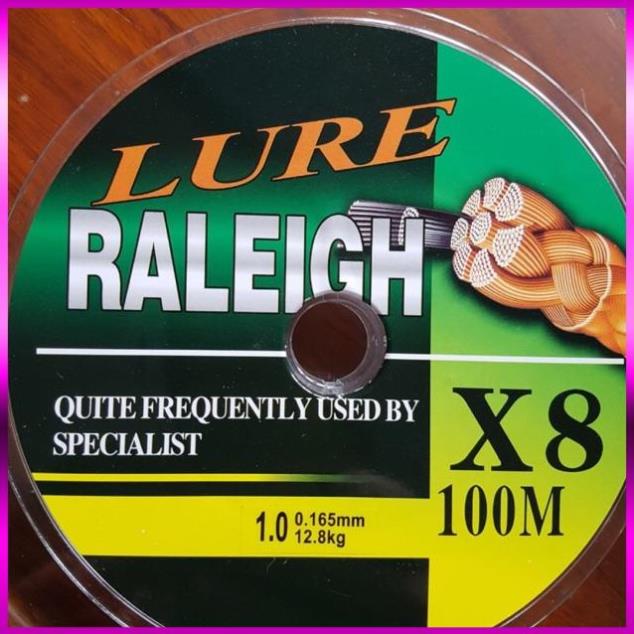 LURE
RALEIGH
QUITE FREQUENTLY USED BY
SPECIALIST
X8
100M
1.0 0.165mm
12.8kg